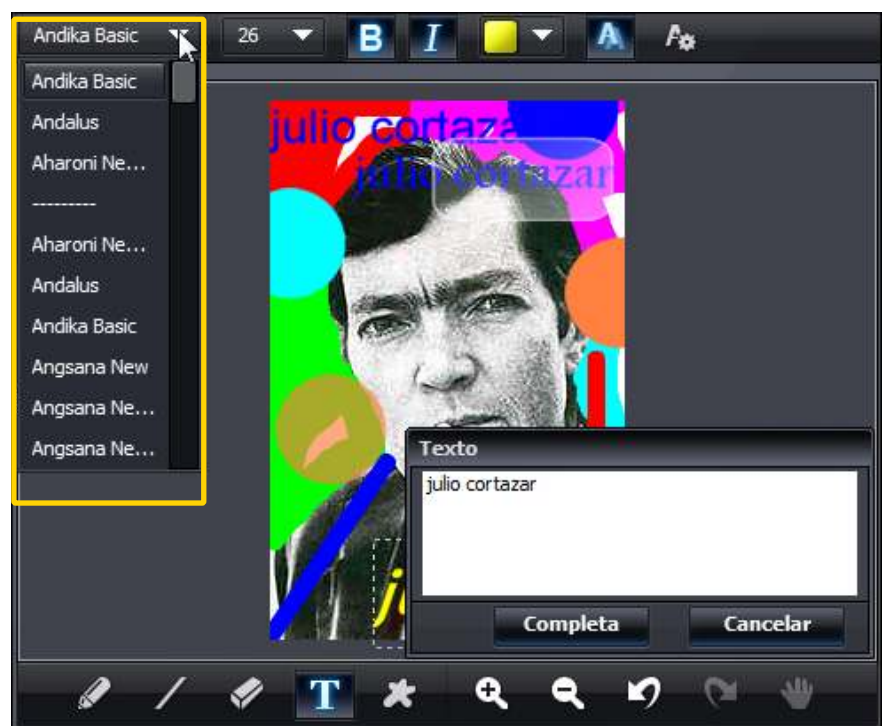 Andika Basic 26 B I A A
Andika Basic
Andalus
Aharoni Ne...
---------
Aharoni Ne...
Andalus
Andika Basic
Angsana New
Angsana Ne...
Angsana Ne...
julio cortazar
julio cortazar
Texto
julio cortazar
Completa Cancelar
T